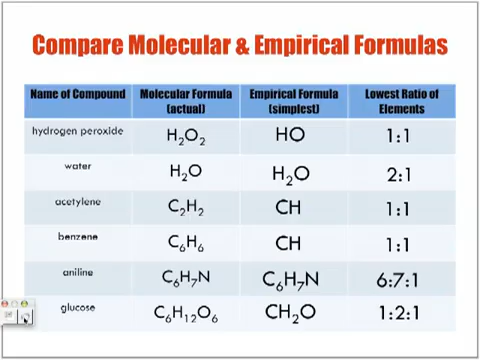 Compare Molecular & Empirical Formulas
Name of Compound Molecular Formula (actual) Empirical Formula (simplest) Lowest Ratio of Elements
hydrogen peroxide H₂O₂ HO 1:1
water H₂O H₂O 2:1
acetylene C₂H₂ CH 1:1
benzene C₆H₆ CH 1:1
aniline C₆H₇N C₆H₇N 6:7:1
glucose C₆H₁₂O₆ CH₂O 1:2:1